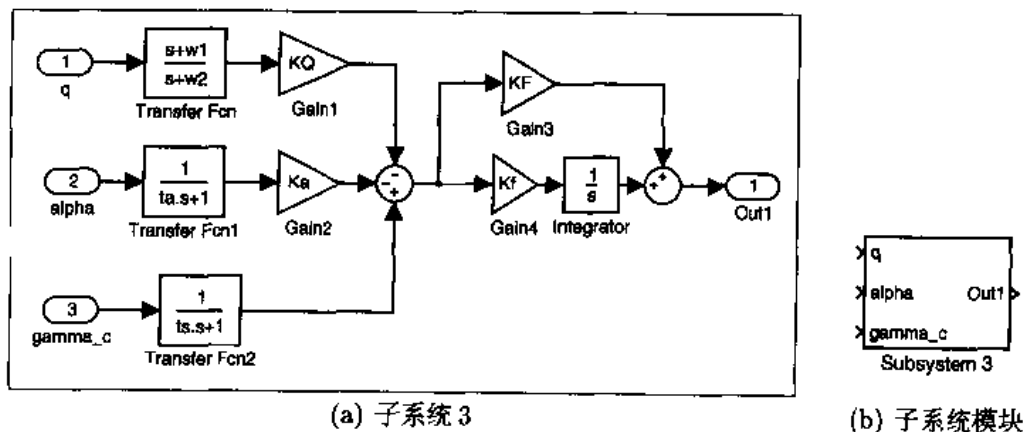 1
q
s+w1
s+w2
Transfer Fcn
KQ
Gain1
2
alpha
1
ta.s+1
Transfer Fcn1
Ka
Gain2
3
gamma_c
1
ts.s+1
Transfer Fcn2
-
-
+
KF
Gain3
Kf
Gain4
1
s
Integrator
+
+
1
Out1
(a) 子系统 3
q
alpha
gamma_c
Out1
Subsystem 3
(b) 子系统模块